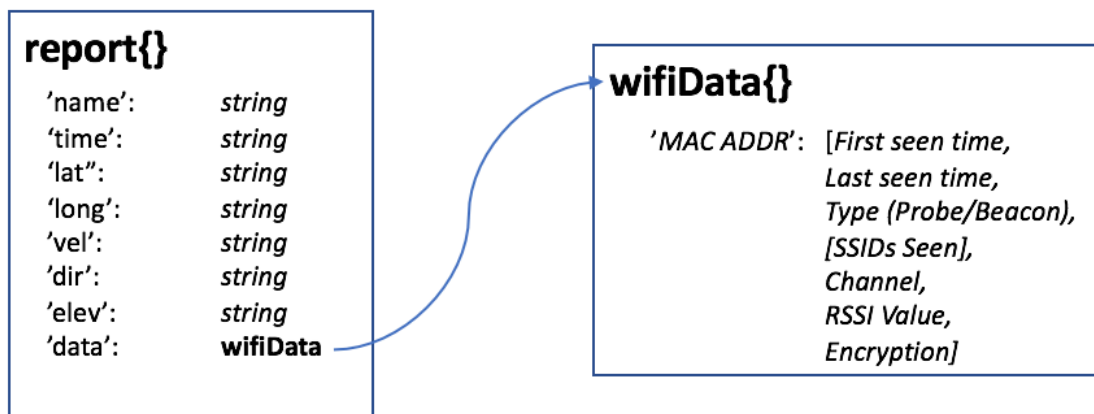 report{}
’name’: string
‘time’: string
‘lat”: string
‘long’: string
’vel’: string
’dir’: string
’elev’: string
’data’: wifiData
wifiData{}
’MAC ADDR’: [First seen time,
Last seen time,
Type (Probe/Beacon),
[SSIDs Seen],
Channel,
RSSI Value,
Encryption]